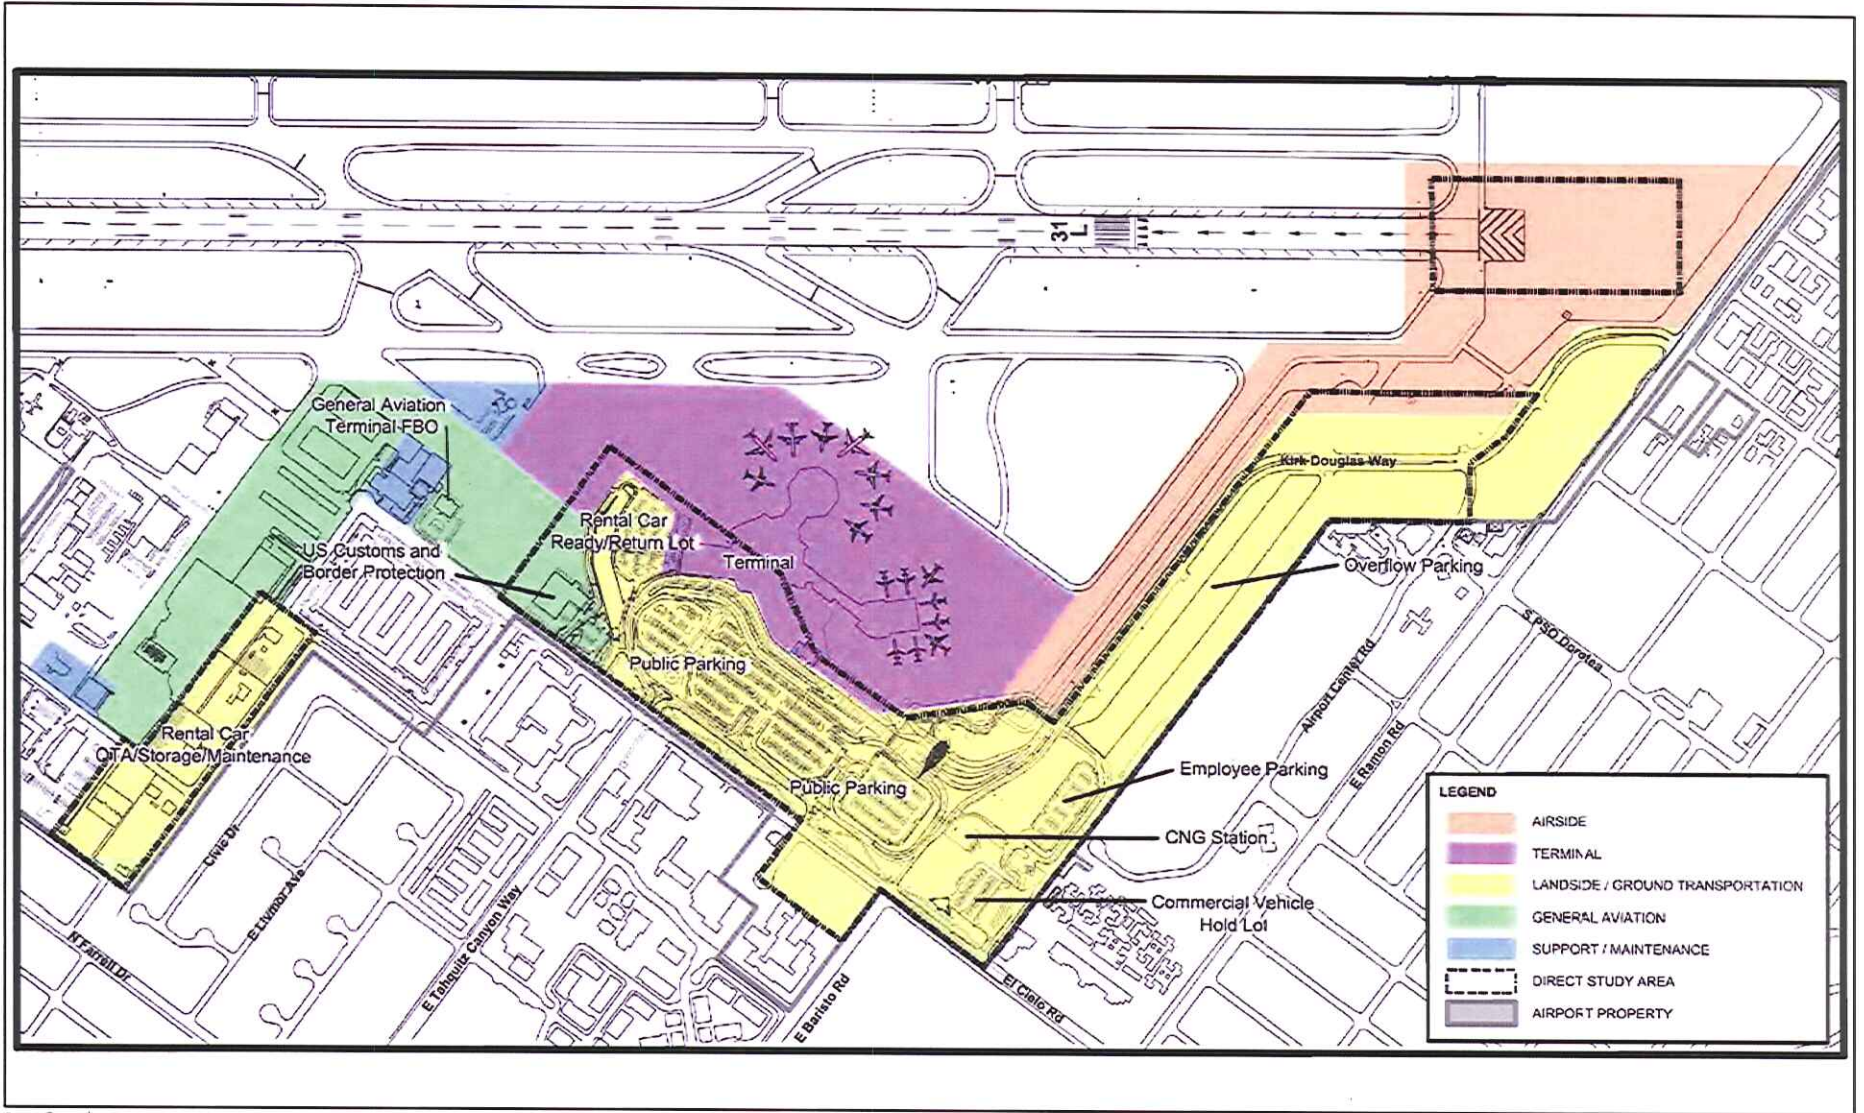 31
L
1
General Aviation
Terminal FBO
Kirk Douglas Way
Rental Car
Ready/Return Lot
US Customs and
Border Protection
Terminal
Overflow Parking
S PSO Dorotea
Public Parking
Airport Center Rd
Rental Car
QTA/Storage/Maintenance
E Ramon Rd
Public Parking
Employee Parking
CNG Station
Civic Dr
E Livmor Ave
Commercial Vehicle
Hold Lot
N Farrell Dr
E Tahquitz Canyon Way
E Baristo Rd
El Cielo Rd
LEGEND
AIRSIDE
TERMINAL
LANDSIDE / GROUND TRANSPORTATION
GENERAL AVIATION
SUPPORT / MAINTENANCE
DIRECT STUDY AREA
AIRPORT PROPERTY